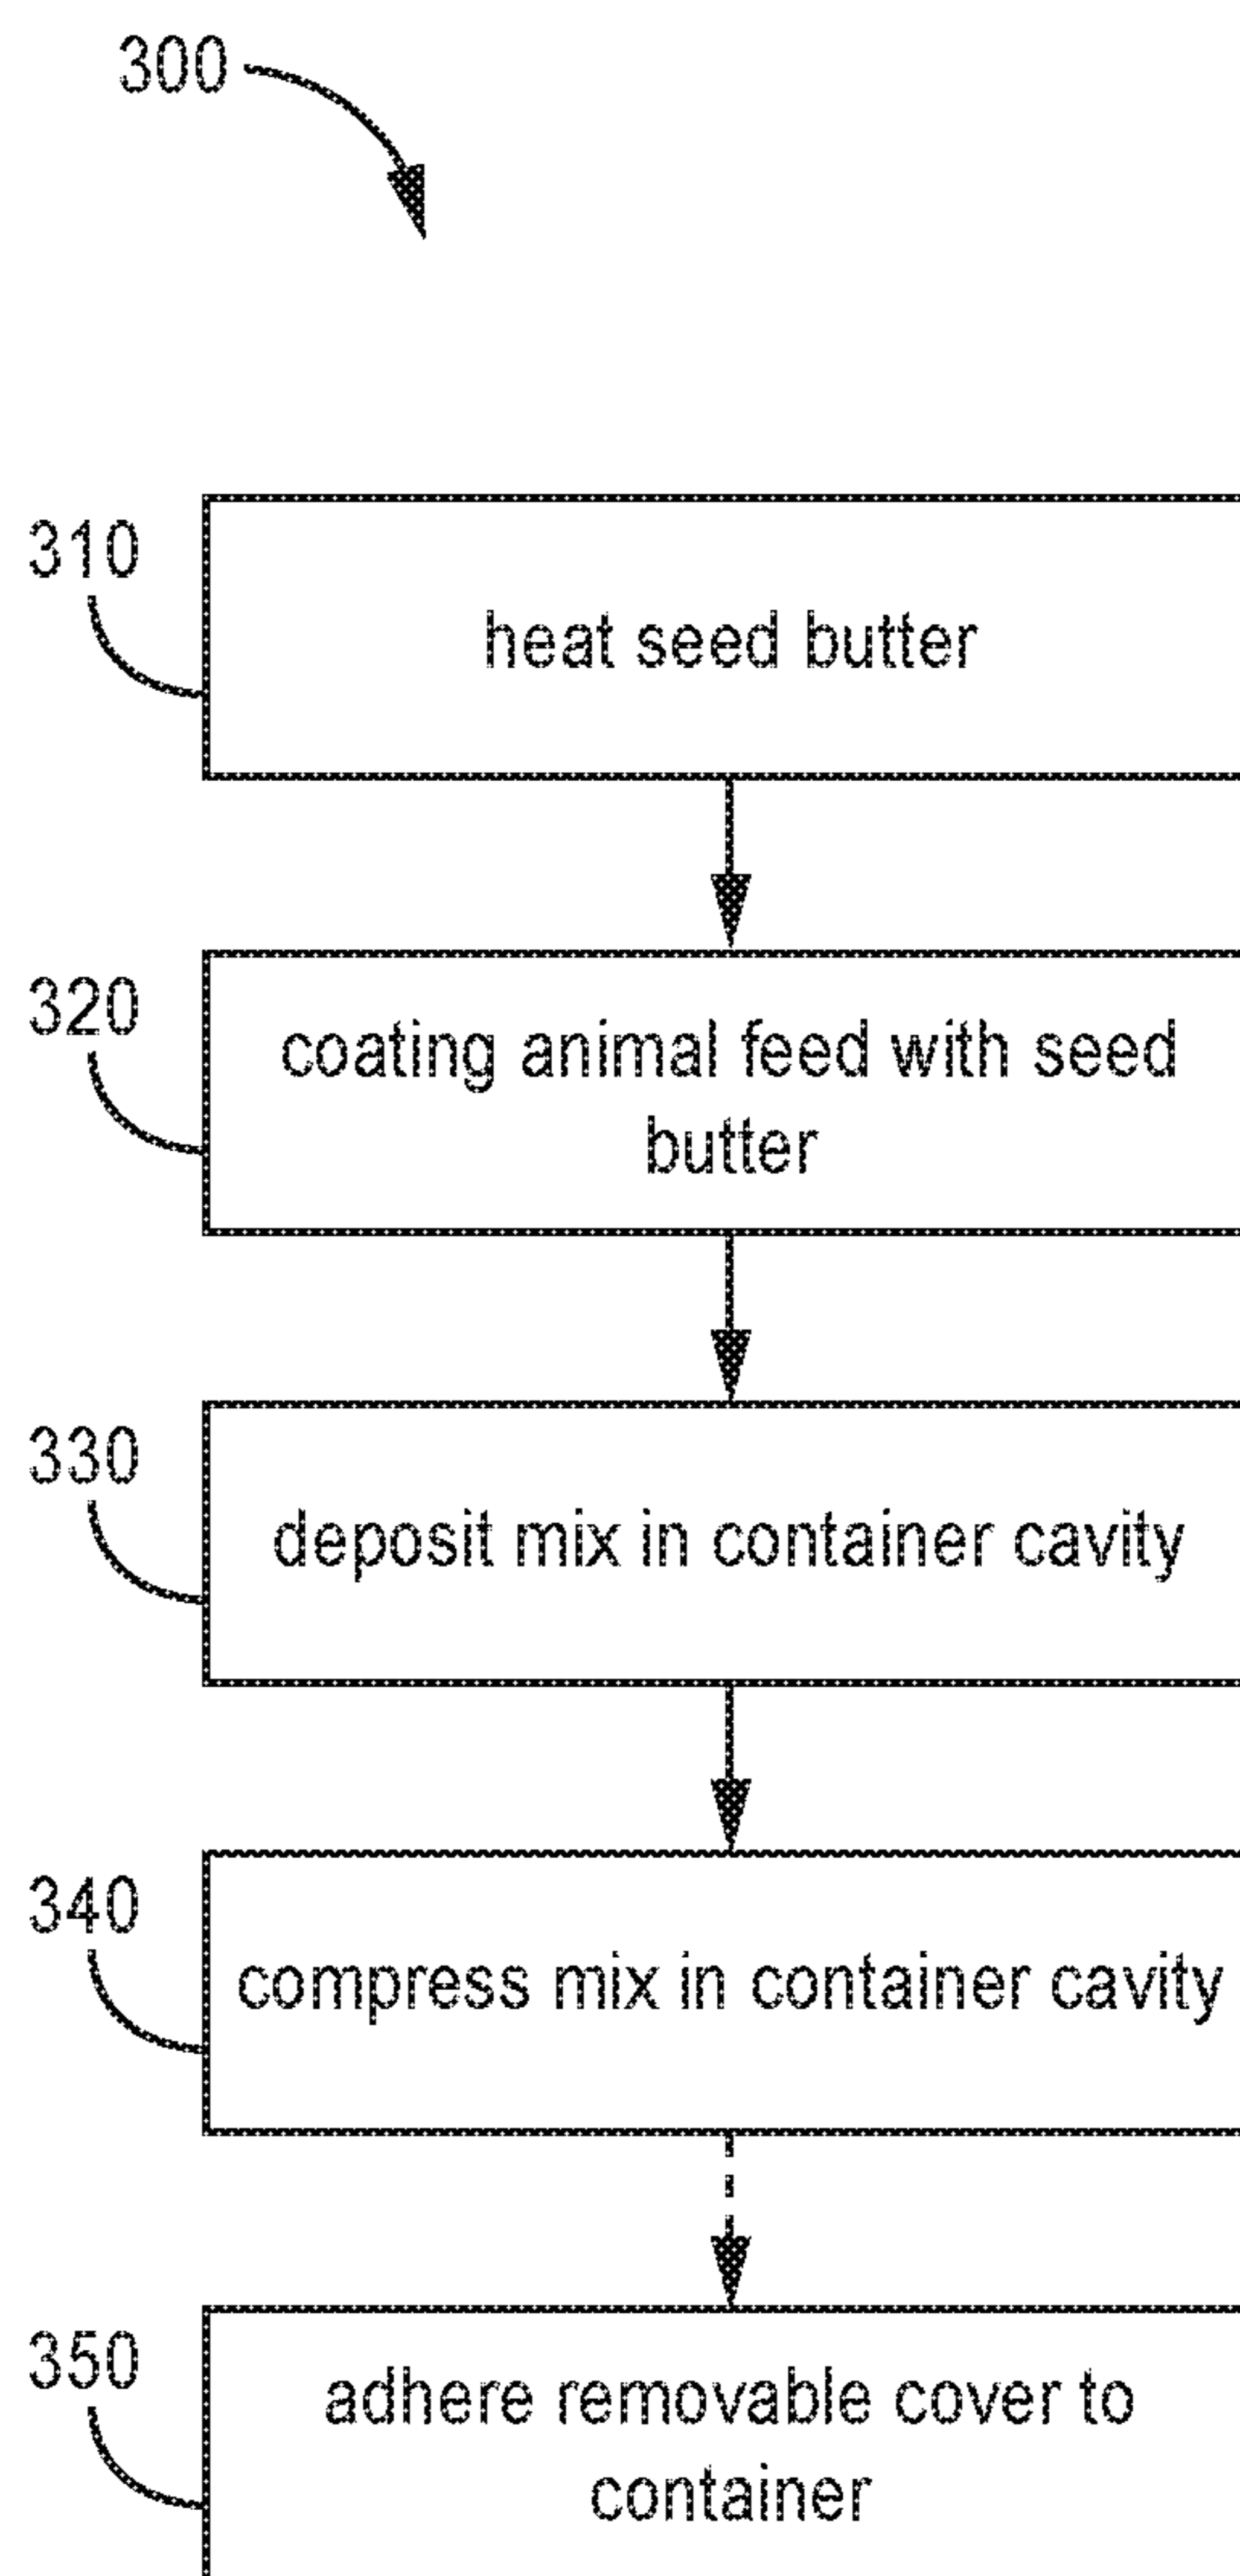 300
310
heat seed butter
320
coating animal feed with seed
butter
330
deposit mix in container cavity
340
compress mix in container cavity
350
adhere removable cover to
container